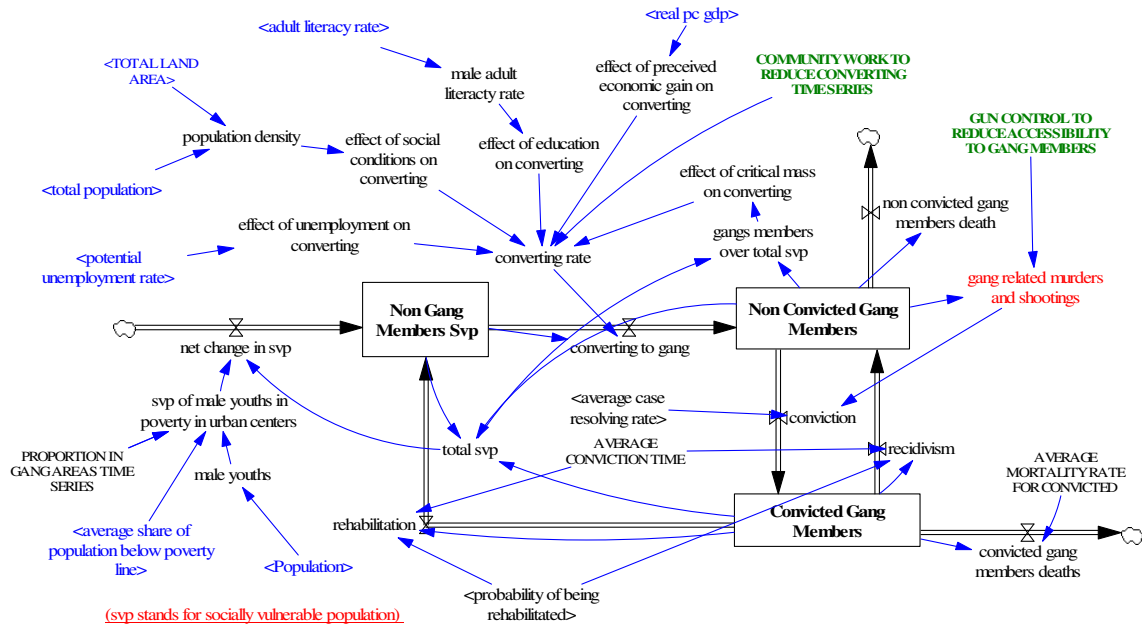 <adult literacy rate>
<real pc gdp>
<TOTAL LAND
AREA>
male adult
literacty rate
effect of preceived
economic gain on
converting
COMMUNITY WORK TO
REDUCE CONVERTING
TIME SERIES
GUN CONTROL TO
REDUCE ACCESSIBILITY
TO GANG MEMBERS
population density
effect of social
conditions on
converting
effect of education
on converting
effect of critical mass
on converting
<total population>
non convicted gang
members death
effect of unemployment on
converting
gangs members
over total svp
converting rate
<potential
unemployment rate>
gang related murders
and shootings
Non Gang
Members Svp
Non Convicted Gang
Members
net change in svp
converting to gang
svp of male youths in
poverty in urban centers
<average case
resolving rate>
conviction
PROPORTION IN
GANG AREAS TIME
SERIES
total svp
AVERAGE
CONVICTION TIME
recidivism
AVERAGE
MORTALITY RATE
FOR CONVICTED
male youths
rehabilitation
Convicted Gang
Members
<average share of
population below poverty
line>
<Population>
convicted gang
members deaths
<probability of being
rehabilitated>
(svp stands for socially vulnerable population)